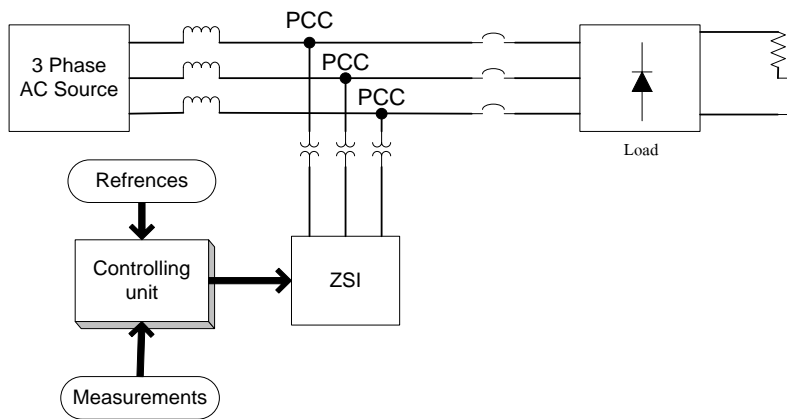 PCC
3 Phase
AC Source
PCC
PCC
Load
Refrences
Controlling
unit
ZSI
Measurements